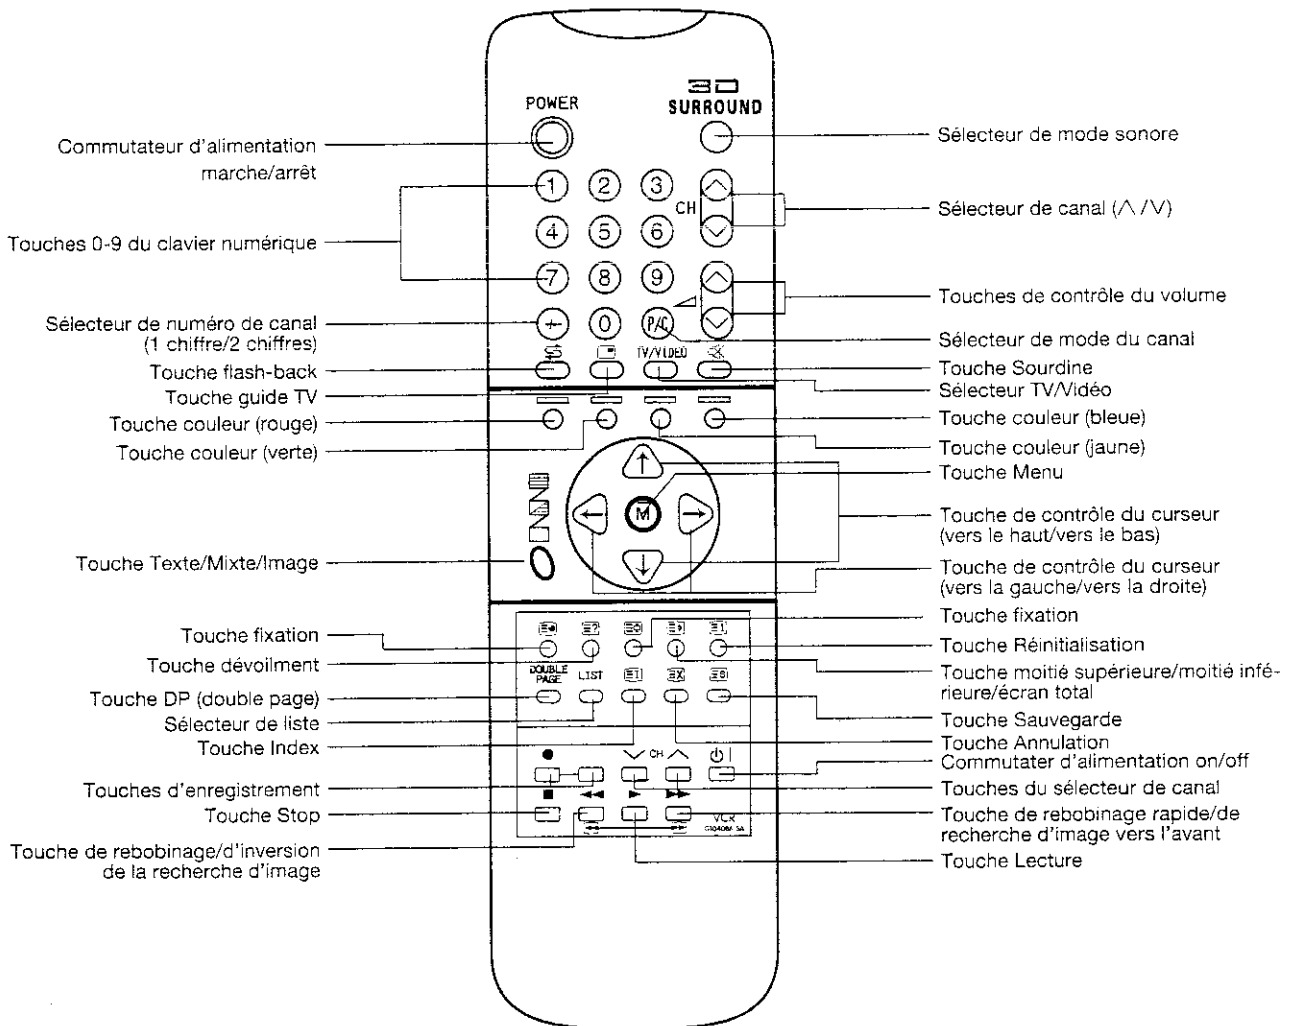 3D
SURROUND
POWER
Commutateur d'alimentation
marche/arrêt
Touches 0-9 du clavier numérique
Sélecteur de numéro de canal
(1 chiffre/2 chiffres)
Touche flash-back
Touche guide TV
Touche couleur (rouge)
Touche couleur (verte)
Touche Texte/Mixte/Image
Touche fixation
Touche dévoilment
Touche DP (double page)
Sélecteur de liste
Touche Index
Touches d'enregistrement
Touche Stop
Touche de rebobinage/d'inversion
de la recherche d'image
1 2 3
CH
4 5 6
7 8 9
0 P/C
TV/VIDEO
M
DOUBLE
PAGE
LIST
CH
VCR
Sélecteur de mode sonore
Sélecteur de canal (∧/∨)
Touches de contrôle du volume
Sélecteur de mode du canal
Touche Sourdine
Sélecteur TV/Vidéo
Touche couleur (bleue)
Touche couleur (jaune)
Touche Menu
Touche de contrôle du curseur
(vers le haut/vers le bas)
Touche de contrôle du curseur
(vers la gauche/vers la droite)
Touche fixation
Touche Réinitialisation
Touche moitié supérieure/moitié infé-
rieure/écran total
Touche Sauvegarde
Touche Annulation
Commutater d'alimentation on/off
Touches du sélecteur de canal
Touche de rebobinage rapide/de
recherche d'image vers l'avant
Touche Lecture